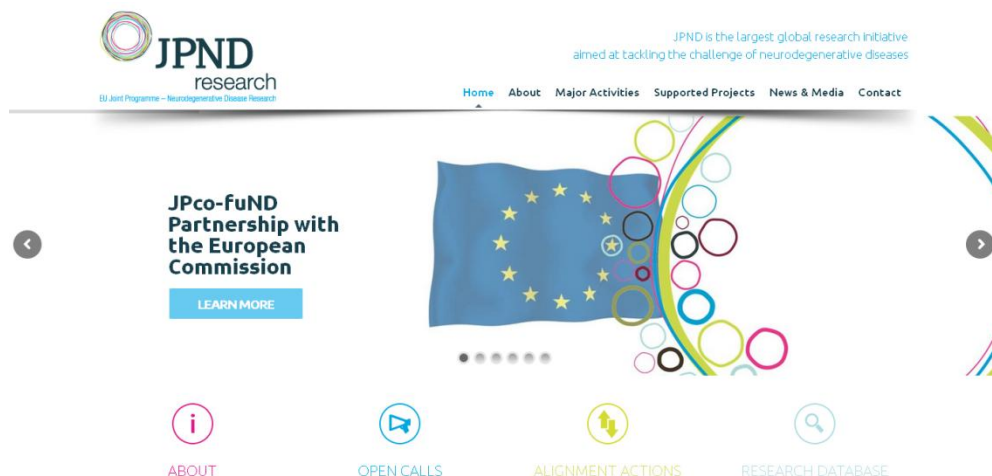 JPND
research
EU Joint Programme – Neurodegenerative Disease Research
JPND is the largest global research initiative
aimed at tackling the challenge of neurodegenerative diseases
Home About Major Activities Supported Projects News & Media Contact
JPco-fuND
Partnership with
the European
Commission
LEARN MORE
ABOUT OPEN CALLS ALIGNMENT ACTIONS RESEARCH DATABASE